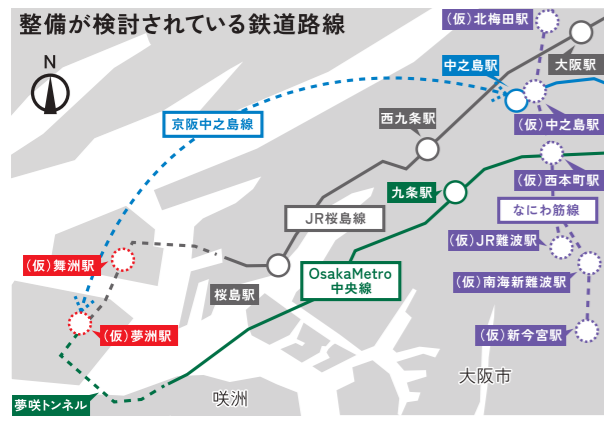 整備が検討されている鉄道路線
N
(仮)北梅田駅
大阪駅
中之島駅
(仮)中之島駅
京阪中之島線
西九条駅
(仮)西本町駅
九条駅
なにわ筋線
JR桜島線
(仮)JR難波駅
(仮)舞洲駅
OsakaMetro
中央線
(仮)南海新難波駅
桜島駅
(仮)夢洲駅
(仮)新今宮駅
大阪市
咲洲
夢咲トンネル